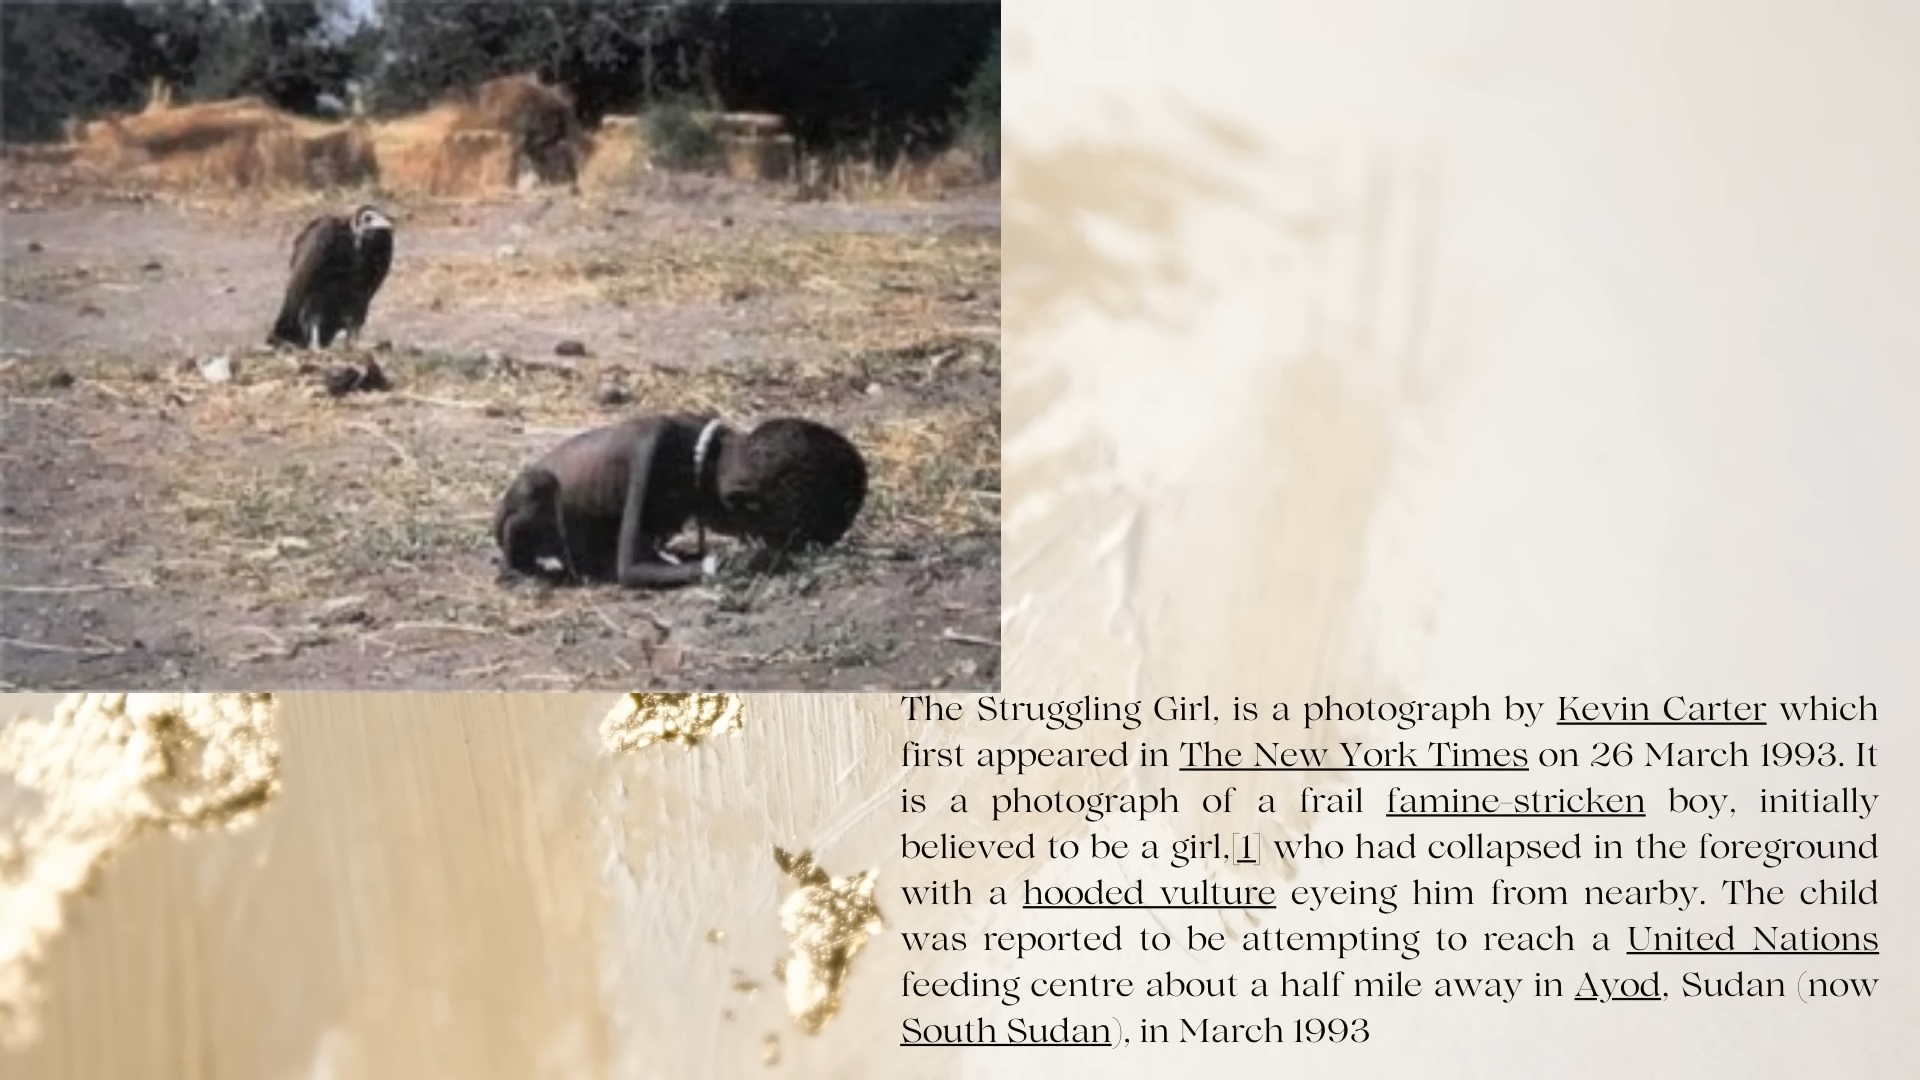 The Struggling Girl, is a photograph by Kevin Carter which
first appeared in The New York Times on 26 March 1993. It
is a photograph of a frail famine-stricken boy, initially
believed to be a girl,[1] who had collapsed in the foreground
with a hooded vulture eyeing him from nearby. The child
was reported to be attempting to reach a United Nations
feeding centre about a half mile away in Ayod, Sudan (now
South Sudan), in March 1993